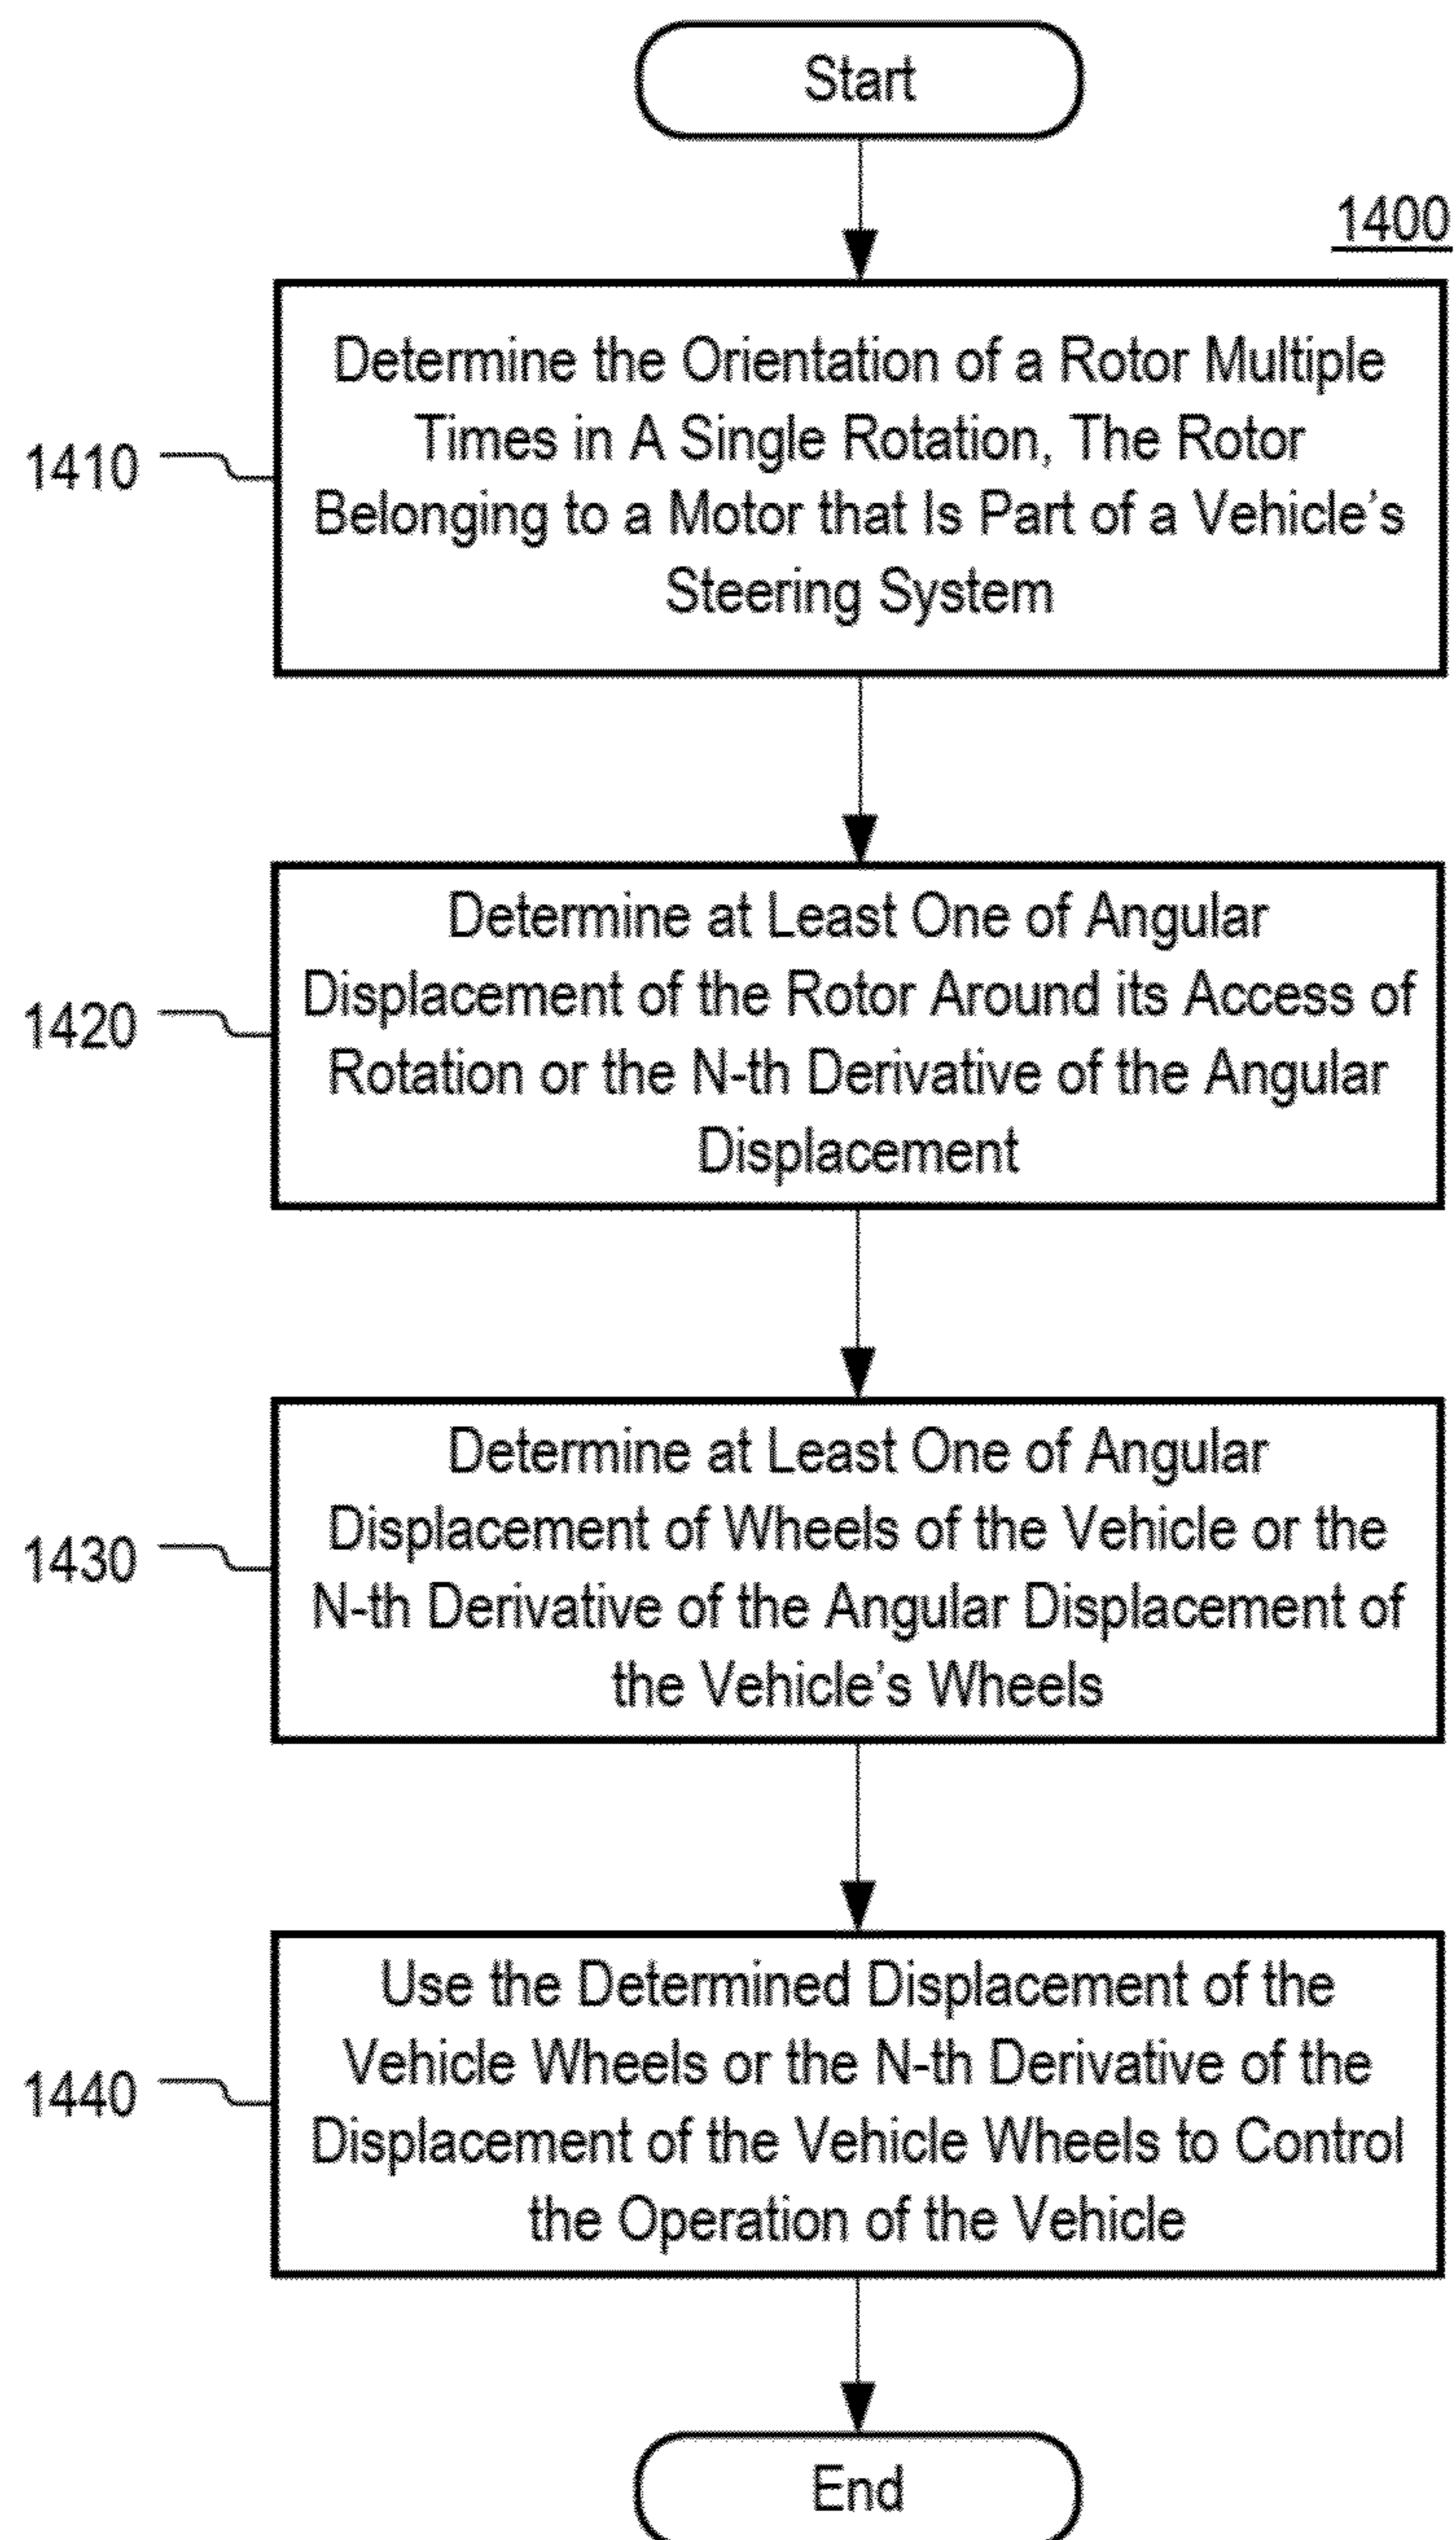 Start
1400
Determine the Orientation of a Rotor Multiple
Times in A Single Rotation, The Rotor
Belonging to a Motor that Is Part of a Vehicle's
Steering System
1410
Determine at Least One of Angular
Displacement of the Rotor Around its Access of
Rotation or the N-th Derivative of the Angular
Displacement
1420
Determine at Least One of Angular
Displacement of Wheels of the Vehicle or the
N-th Derivative of the Angular Displacement of
the Vehicle's Wheels
1430
Use the Determined Displacement of the
Vehicle Wheels or the N-th Derivative of the
Displacement of the Vehicle Wheels to Control
the Operation of the Vehicle
1440
End